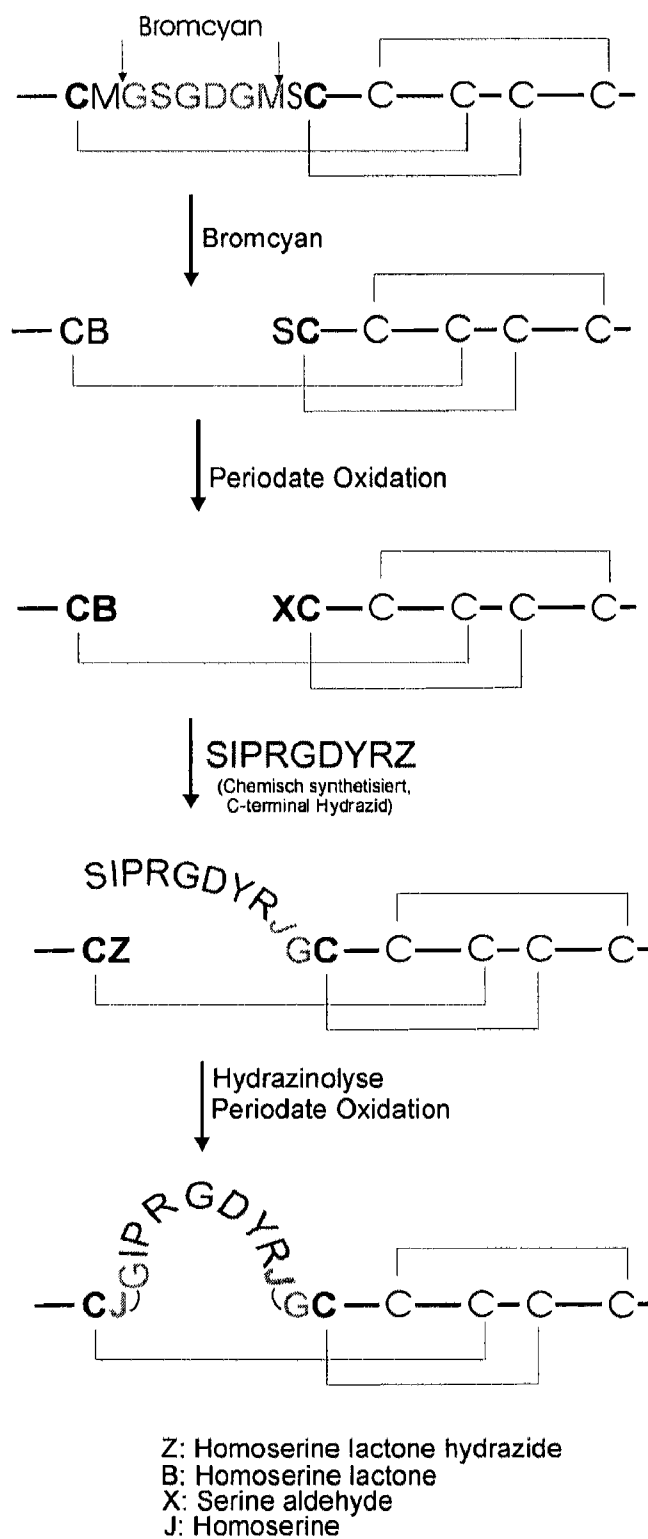 Bromcyan
CMGSGDGMSC C C C C
Bromcyan
CB SC C C C C
Periodate Oxidation
CB XC C C C C
SIPRGDYRZ
(Chemisch synthetisiert,
C-terminal Hydrazid)
SIPRGDYRJ
CZ GC C C C C
Hydrazinolyse
Periodate Oxidation
GIPRGDYRJ
CJ GC C C C C
Z: Homoserine lactone hydrazide
B: Homoserine lactone
X: Serine aldehyde
J: Homoserine